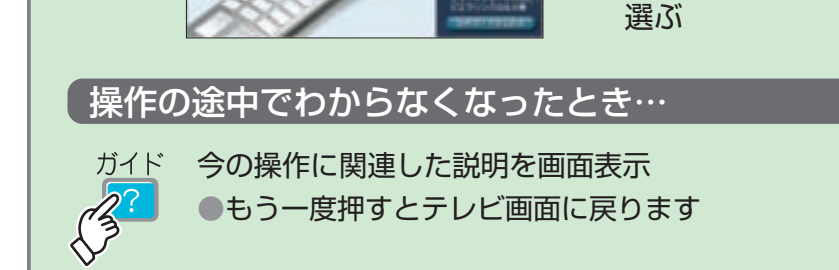 選ぶ
操作の途中でわからなくなったとき…
ガイド
?
今の操作に関連した説明を画面表示
●もう一度押すとテレビ画面に戻ります